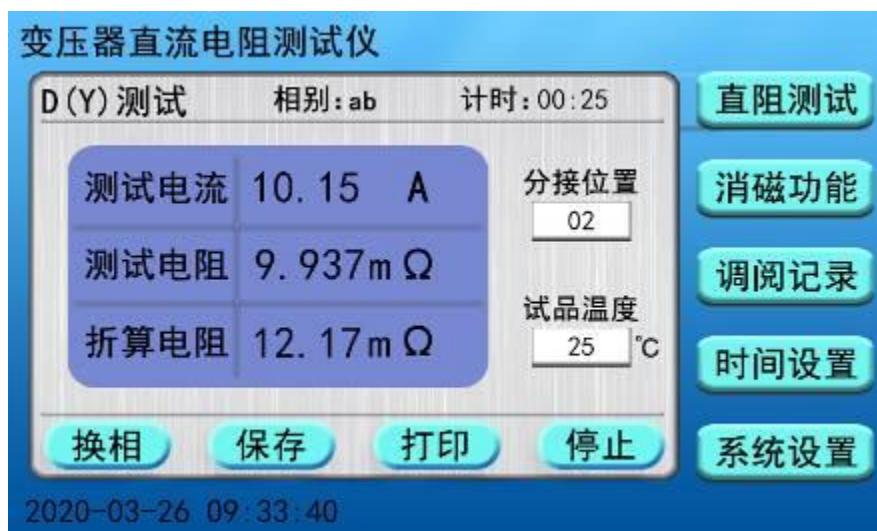 变压器直流电阻测试仪
D(Y)测试 相别:ab 计时:00:25
直阻测试
测试电流 10.15 A
分接位置
02
消磁功能
测试电阻 9.937mΩ
调阅记录
试品温度
折算电阻 12.17mΩ
25 ℃
时间设置
换相 保存 打印 停止
系统设置
2020-03-26 09:33:40